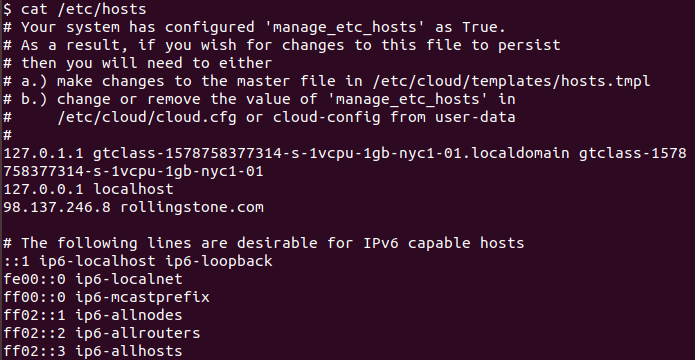 $ cat /etc/hosts
# Your system has configured 'manage_etc_hosts' as True.
# As a result, if you wish for changes to this file to persist
# then you will need to either
# a.) make changes to the master file in /etc/cloud/templates/hosts.tmpl
# b.) change or remove the value of 'manage_etc_hosts' in
#     /etc/cloud/cloud.cfg or cloud-config from user-data
#
127.0.1.1 gtclass-1578758377314-s-1vcpu-1gb-nyc1-01.localdomain gtclass-1578
758377314-s-1vcpu-1gb-nyc1-01
127.0.0.1 localhost
98.137.246.8 rollingstone.com

# The following lines are desirable for IPv6 capable hosts
::1 ip6-localhost ip6-loopback
fe00::0 ip6-localnet
ff00::0 ip6-mcastprefix
ff02::1 ip6-allnodes
ff02::2 ip6-allrouters
ff02::3 ip6-allhosts